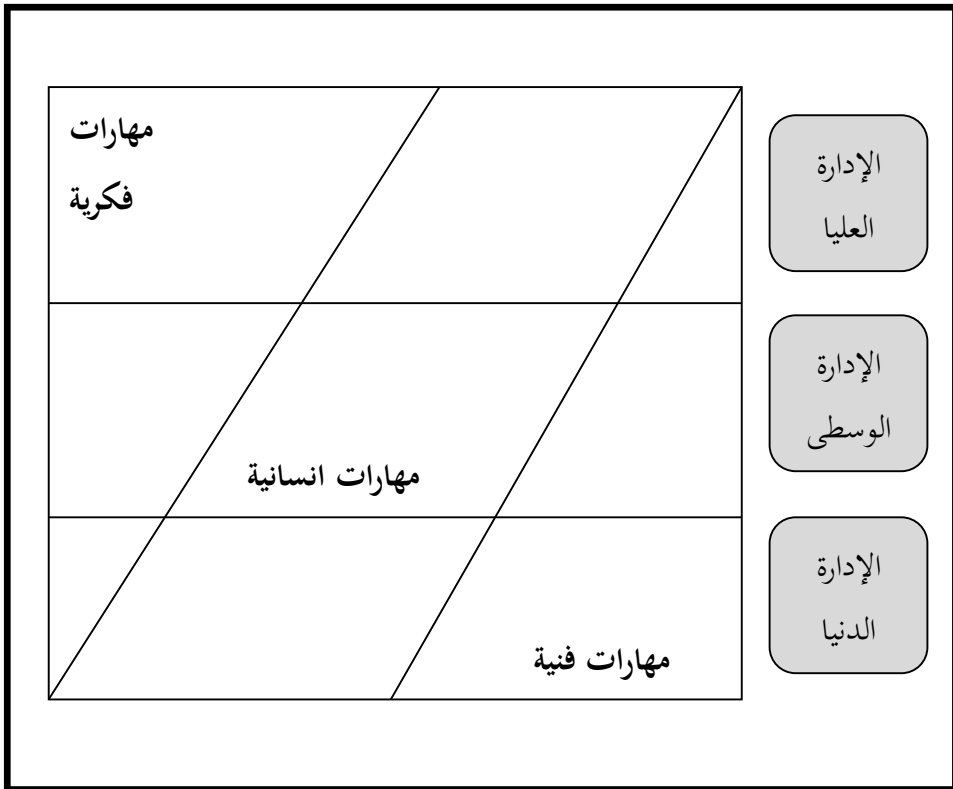 مهارات
فكرية
الإدارة
العليا
الإدارة
الوسطى
مهارات انسانية
الإدارة
الدنيا
مهارات فنية